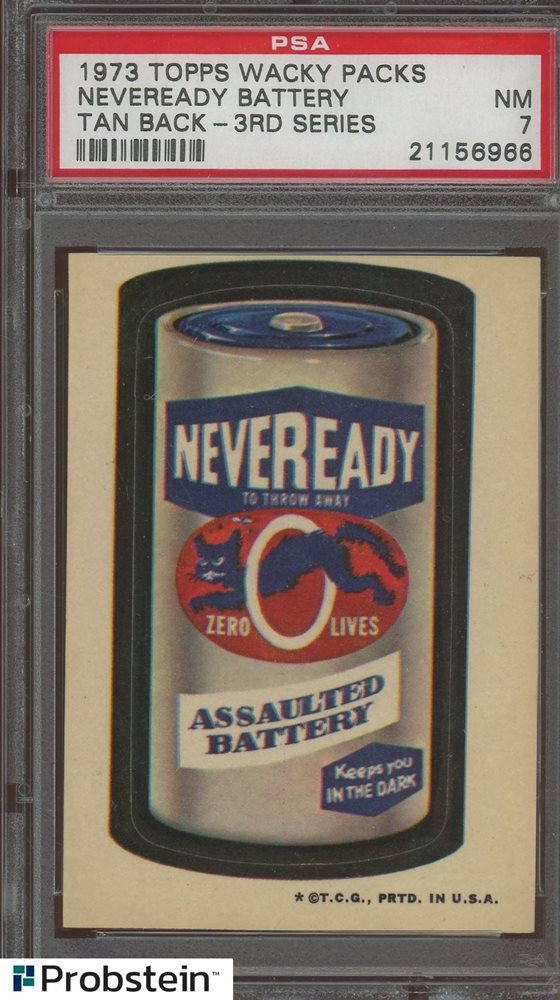 PSA
1973 TOPPS WACKY PACKS
NEVEREADY BATTERY NM
TAN BACK – 3RD SERIES 7
21156966
NEVEREADY
TO THROW AWAY
ZERO LIVES
ASSAULTED
BATTERY
Keeps you
IN THE DARK
* ©T.C.G., PRTD. IN U.S.A.
Probstein™